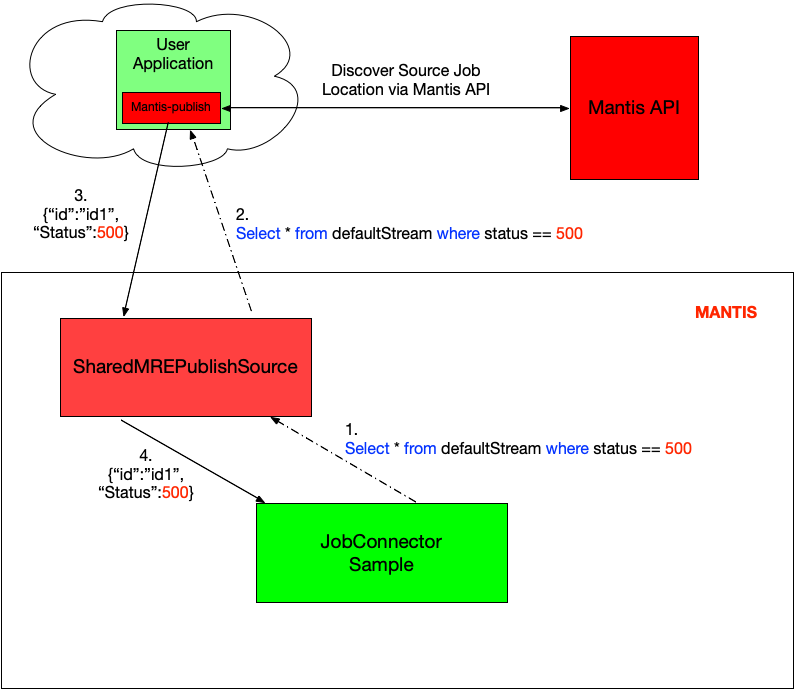 User
Application
Mantis-publish
Discover Source Job
Location via Mantis API
Mantis API
3.
{“id”:”id1”,
“Status”:500}
2.
Select * from defaultStream where status == 500
MANTIS
SharedMREPublishSource
1.
Select * from defaultStream where status == 500
4.
{“id”:”id1”,
“Status”:500}
JobConnector
Sample